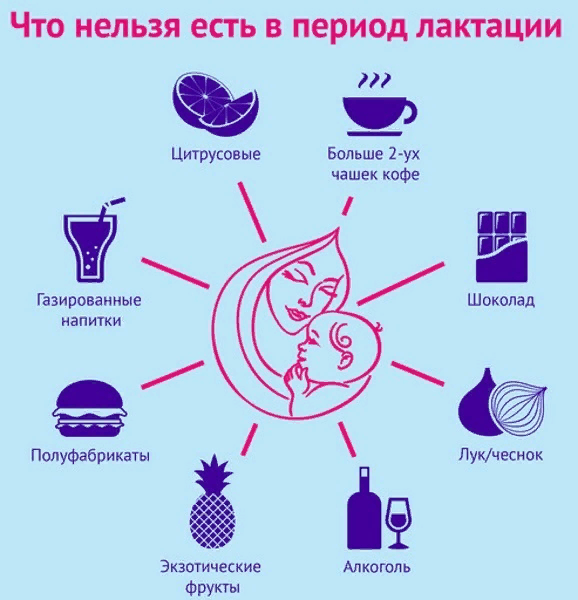 Что нельзя есть в период лактации
Цитрусовые
Больше 2-ух
чашек кофе
Газированные
напитки
Шоколад
Полуфабрикаты
Лук/чеснок
Экзотические
фрукты
Алкоголь